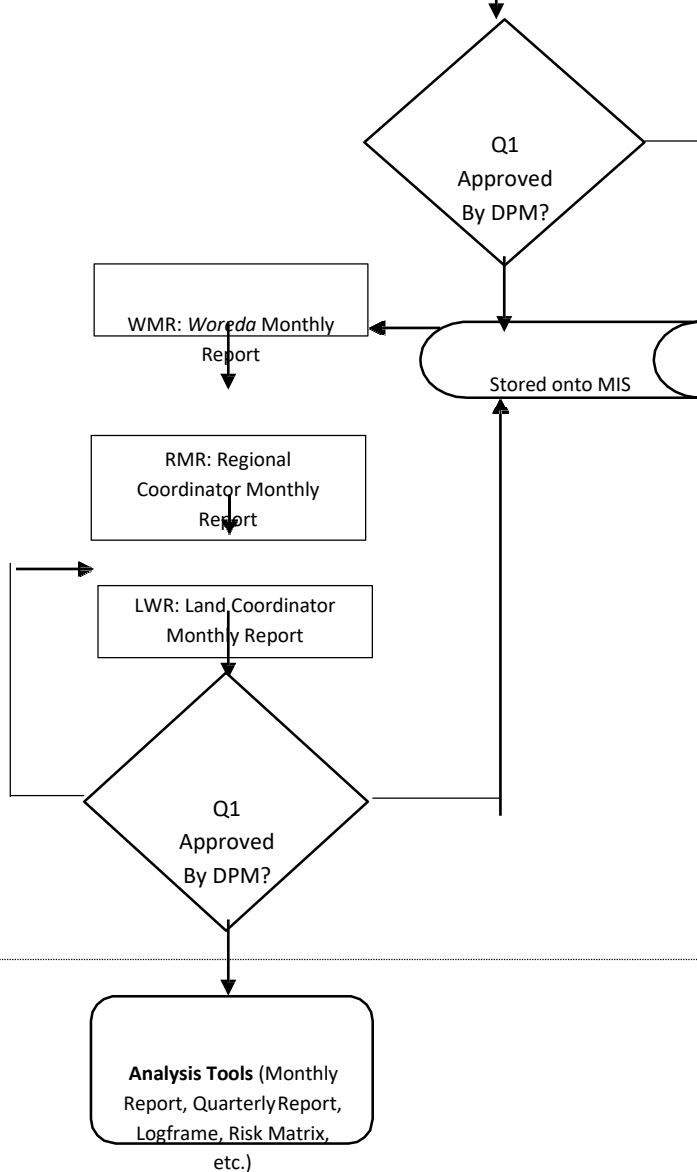 Q1
Approved
By DPM?
WMR: Woreda Monthly
Report
Stored onto MIS
RMR: Regional
Coordinator Monthly
Report
LWR: Land Coordinator
Monthly Report
Q1
Approved
By DPM?
Analysis Tools (Monthly
Report, Quarterly Report,
Logframe, Risk Matrix,
etc.)